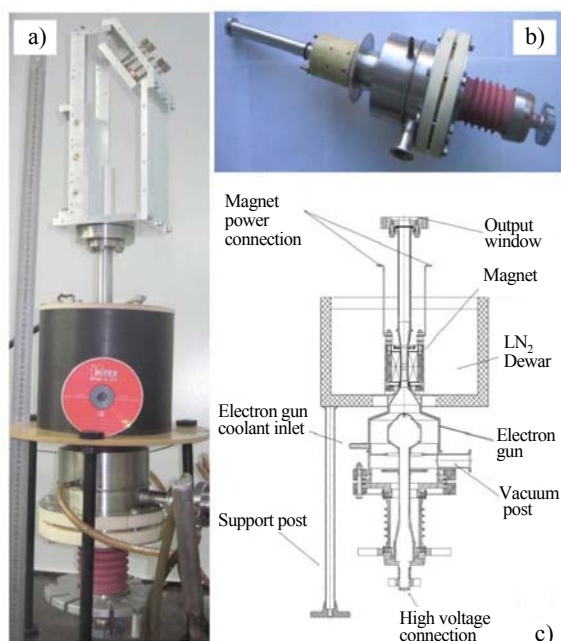 a)
b)
Magnet
power
connection
Output
window
Magnet
LN₂
Dewar
Electron gun
coolant inlet
Electron
gun
Vacuum
post
Support post
High voltage
connection
c)